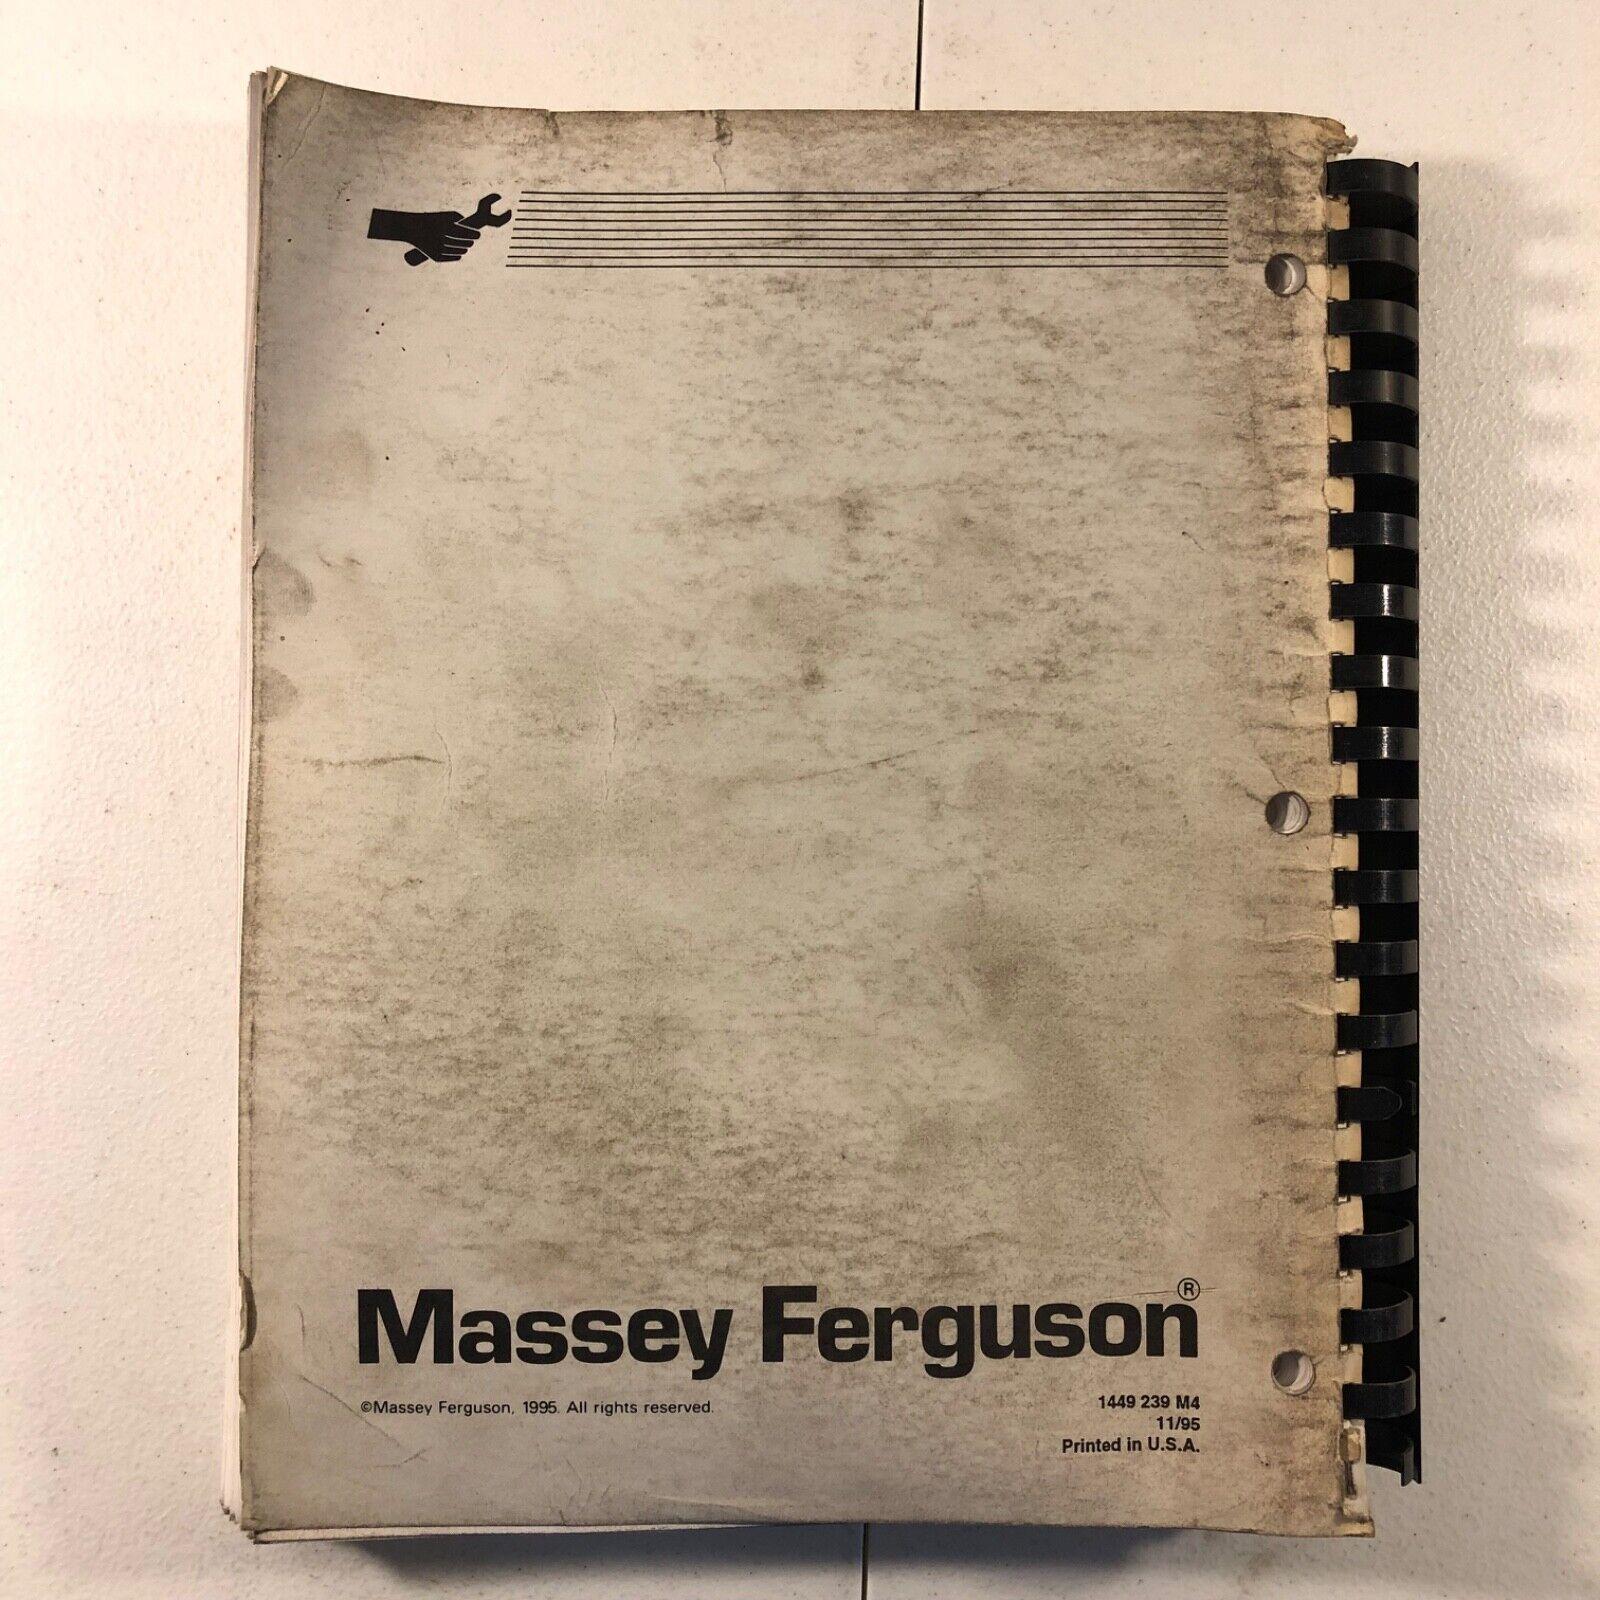 Massey Ferguson®
©Massey Ferguson, 1995. All rights reserved.
1449 239 M4
11/95
Printed in U.S.A.